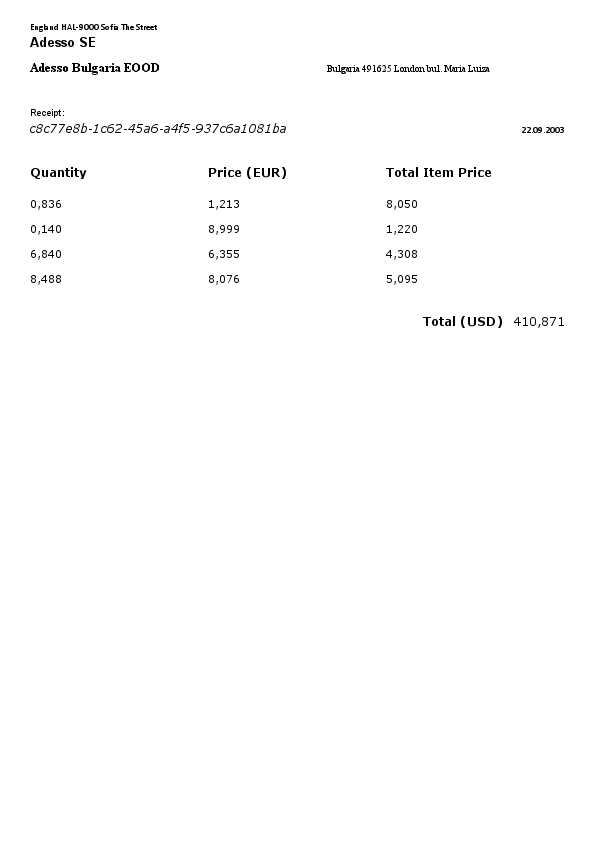 England HAL-9000 Sofia The Street
Adesso SE
Adesso Bulgaria EOOD Bulgaria 491625 London bul. Maria Luiza
Receipt:
c8c77e8b-1c62-45a6-a4f5-937c6a1081ba 22.09.2003
Quantity Price (EUR) Total Item Price
0,836 1,213 8,050
0,140 8,999 1,220
6,840 6,355 4,308
8,488 8,076 5,095
Total (USD) 410,871